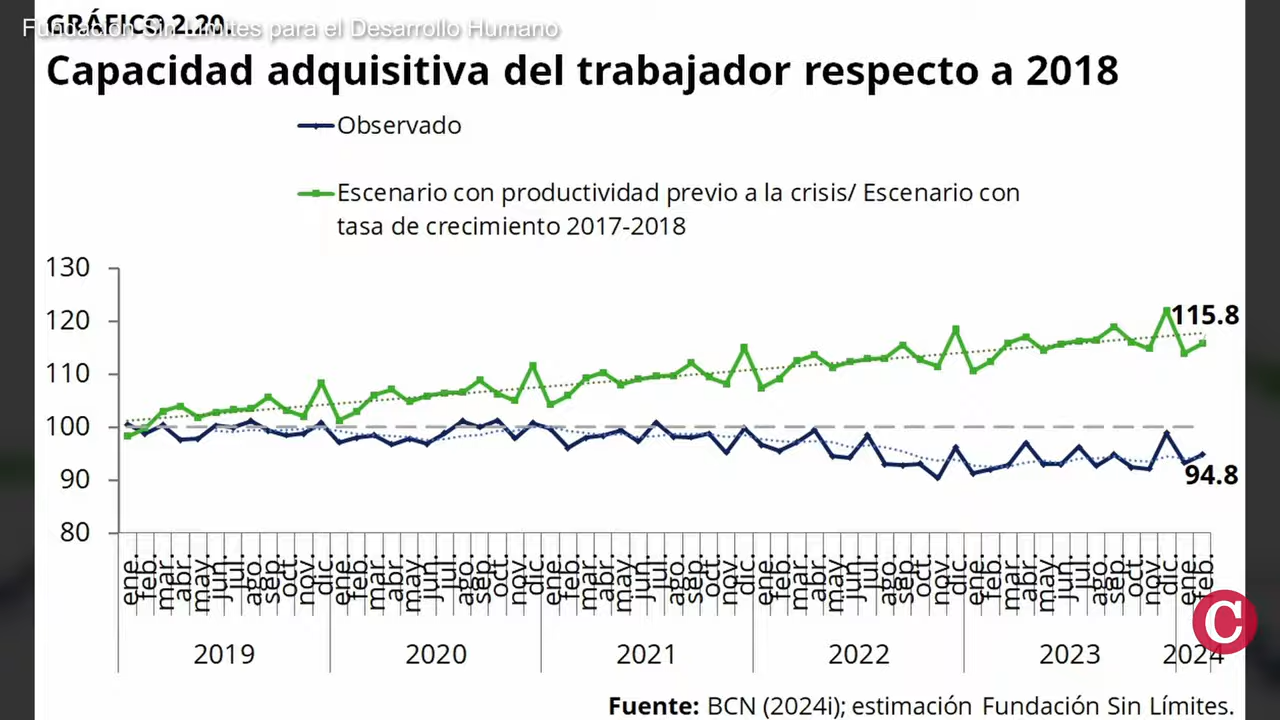 GRÁFICO 2.20.
Fundación Sin Límites para el Desarrollo Humano
Capacidad adquisitiva del trabajador respecto a 2018
Observado
Escenario con productividad previo a la crisis/ Escenario con
tasa de crecimiento 2017-2018
130
120
110
100
90
80
115.8
94.8
ene. feb. mar. abr. may. jun. jul. ago. sep. oct. nov. dic. ene. feb. mar. abr. may. jun. jul. ago. sep. oct. nov. dic. ene. feb. mar. abr. may. jun. jul. ago. sep. oct. nov. dic. ene. feb. mar. abr. may. jun. jul. ago. sep. oct. nov. dic. ene. feb. mar. abr. may. jun. jul. ago. sep. oct. nov. dic. ene. feb.
2019 2020 2021 2022 2023 2024
C
Fuente: BCN (2024i); estimación Fundación Sin Límites.